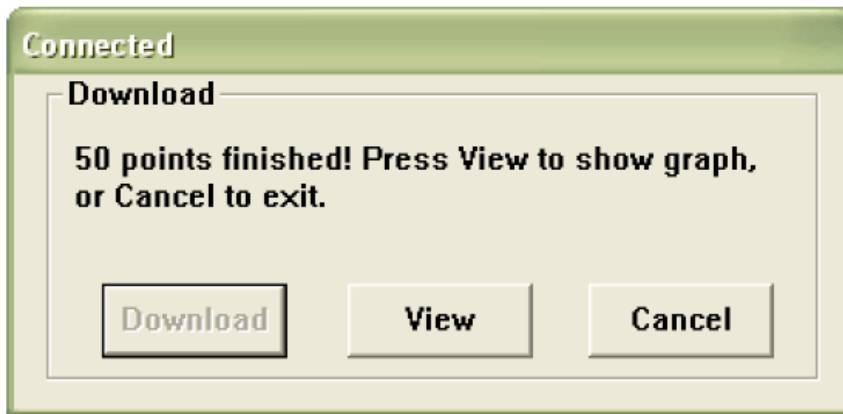 Connected
Download
50 points finished! Press View to show graph,
or Cancel to exit.
Download
View
Cancel